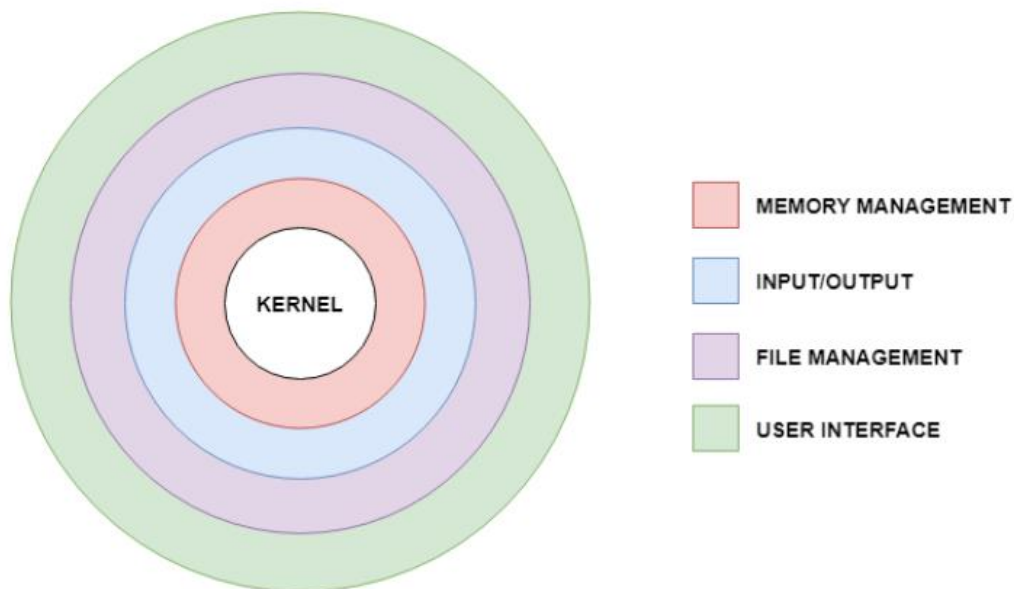 KERNEL
MEMORY MANAGEMENT
INPUT/OUTPUT
FILE MANAGEMENT
USER INTERFACE